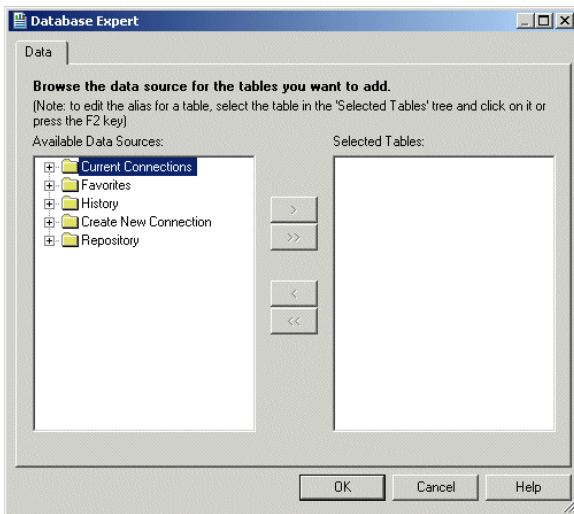 Database Expert
Data
Browse the data source for the tables you want to add.
(Note: to edit the alias for a table, select the table in the 'Selected Tables' tree and click on it or
press the F2 key)
Available Data Sources:
Selected Tables:
Current Connections
Favorites
History
Create New Connection
Repository
>
>>
<
<<
OK
Cancel
Help